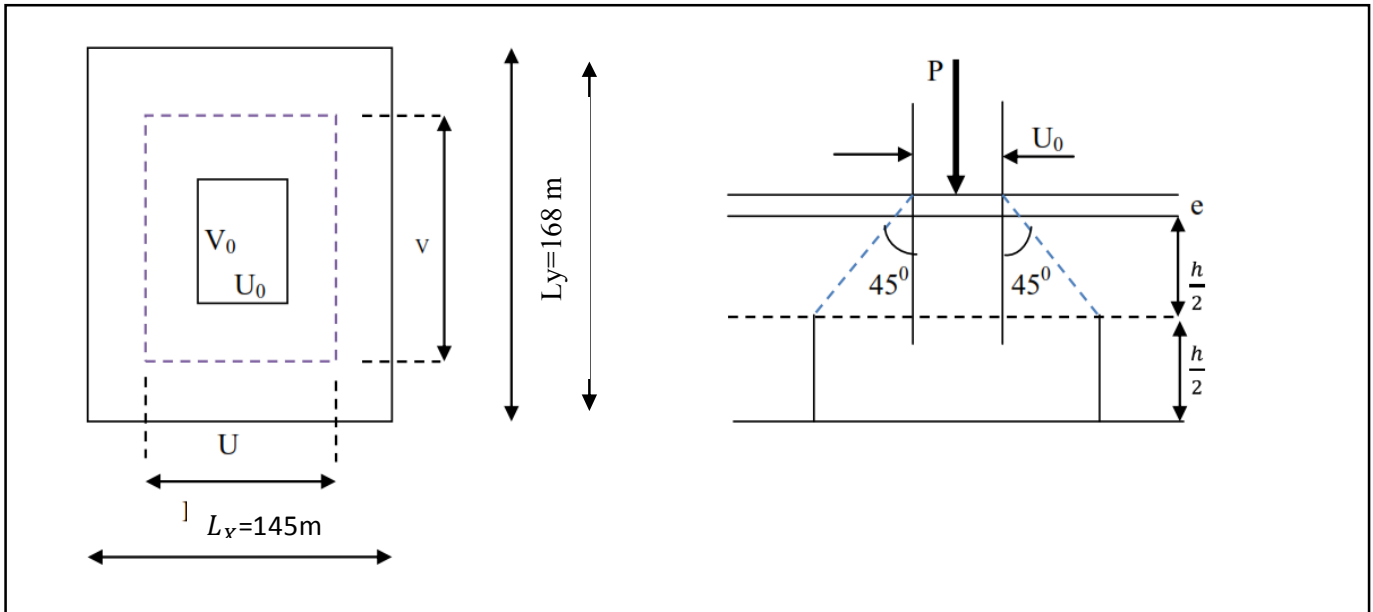 V₀
U₀
V
U
]
Lₓ=145m
Ly=168 m
P
U₀
e
45⁰
45⁰
h/2
h/2